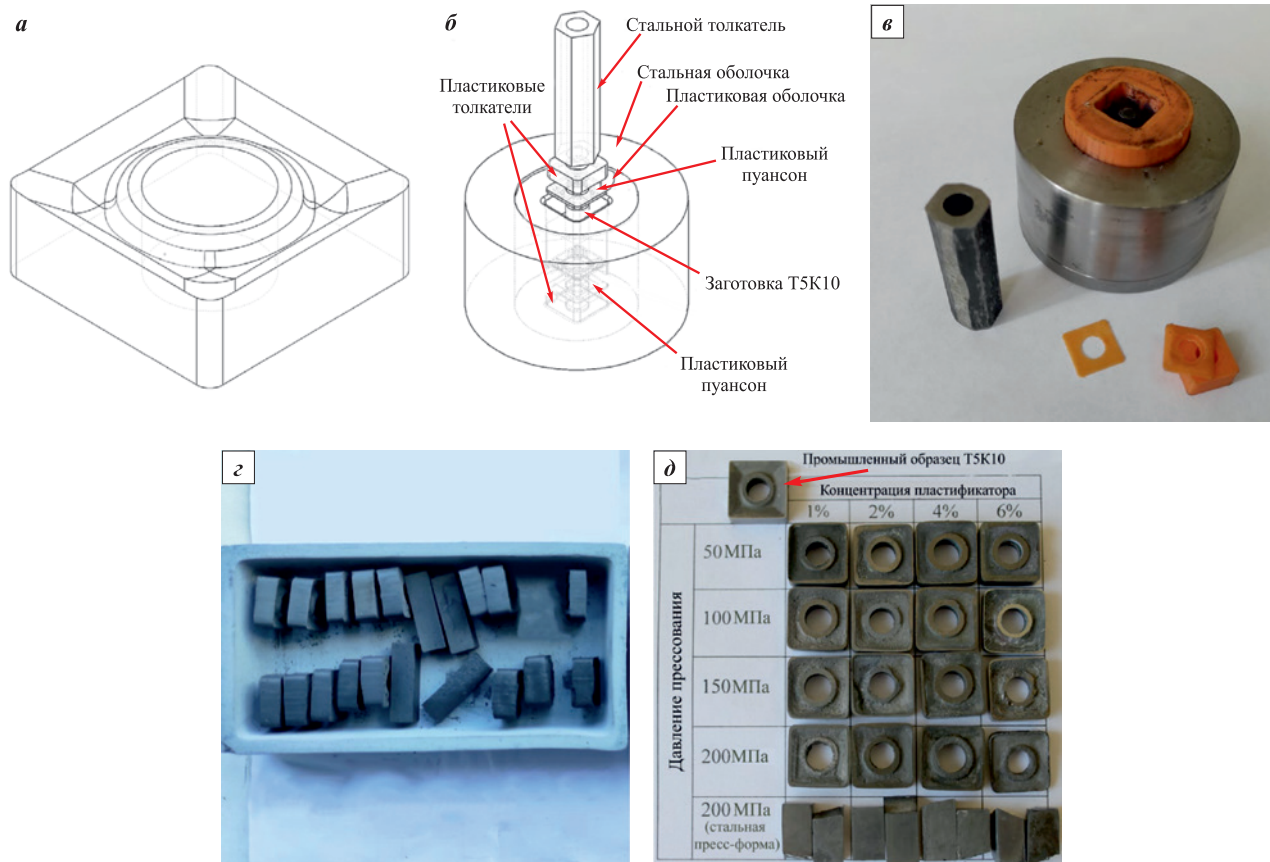 а
б
Стальной толкатель
Стальная оболочка
Пластиковая оболочка
Пластиковые
толкатели
Пластиковый
пуансон
Заготовка Т5К10
Пластиковый
пуансон
в
г
д
Промышленный образец Т5К10
Концентрация пластификатора
1% 2% 4% 6%
Давление прессования
50 МПа
100 МПа
150 МПа
200 МПа
200 МПа
(стальная
пресс-форма)